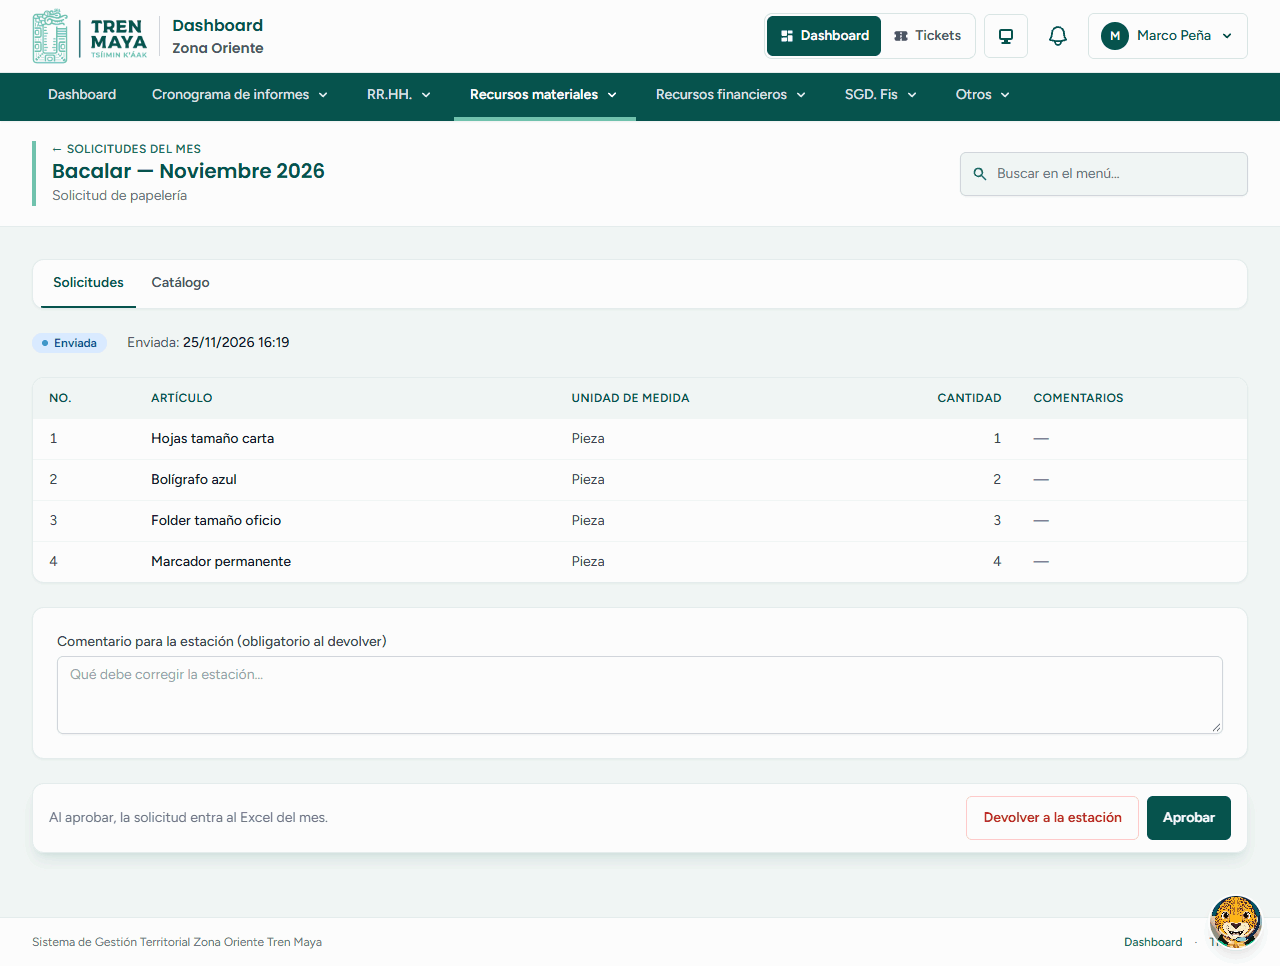 TREN
MAYA
TSÍIMIN K'ÁAK
Dashboard
Zona Oriente
Dashboard
Tickets
M
Marco Peña
Dashboard
Cronograma de informes
RR.HH.
Recursos materiales
Recursos financieros
SGD. Fis
Otros
← SOLICITUDES DEL MES
Bacalar — Noviembre 2026
Solicitud de papelería
Buscar en el menú...
Solicitudes
Catálogo
Enviada
Enviada: 25/11/2026 16:19
NO. ARTÍCULO UNIDAD DE MEDIDA CANTIDAD COMENTARIOS
1 Hojas tamaño carta Pieza 1 —
2 Bolígrafo azul Pieza 2 —
3 Folder tamaño oficio Pieza 3 —
4 Marcador permanente Pieza 4 —
Comentario para la estación (obligatorio al devolver)
Qué debe corregir la estación...
Al aprobar, la solicitud entra al Excel del mes.
Devolver a la estación
Aprobar
Sistema de Gestión Territorial Zona Oriente Tren Maya
Dashboard ·